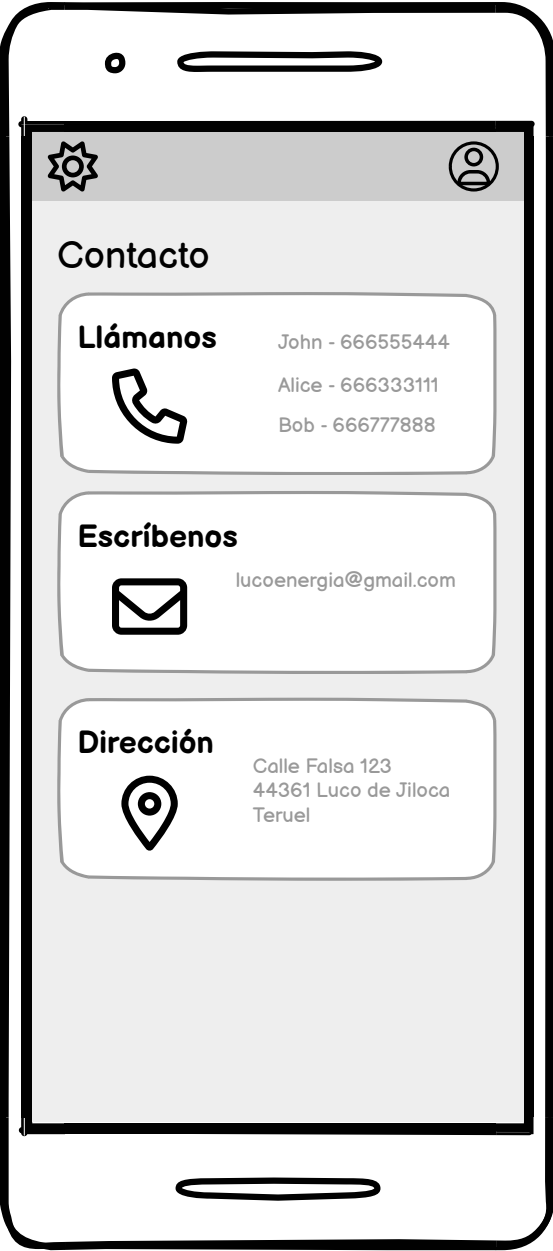 Contacto
Llámanos
John - 666555444
Alice - 666333111
Bob - 666777888
Escríbenos
lucoenergia@gmail.com
Dirección
Calle Falsa 123
44361 Luco de Jiloca
Teruel